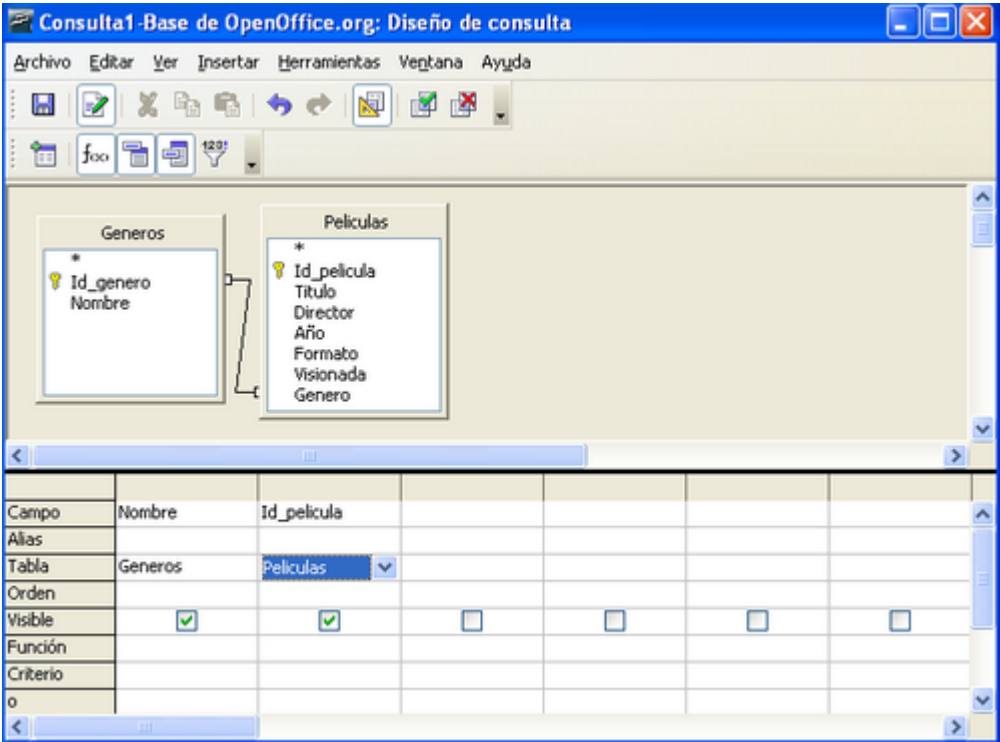 Consulta1-Base de OpenOffice.org: Diseño de consulta
Archivo Editar Ver Insertar Herramientas Ventana Ayuda
f(x) 123!
Generos
*
Id_genero
Nombre
Peliculas
*
Id_pelicula
Titulo
Director
Año
Formato
Visionada
Genero
Campo Nombre Id_pelicula
Alias
Tabla Generos Peliculas
Orden
Visible
Función
Criterio
o